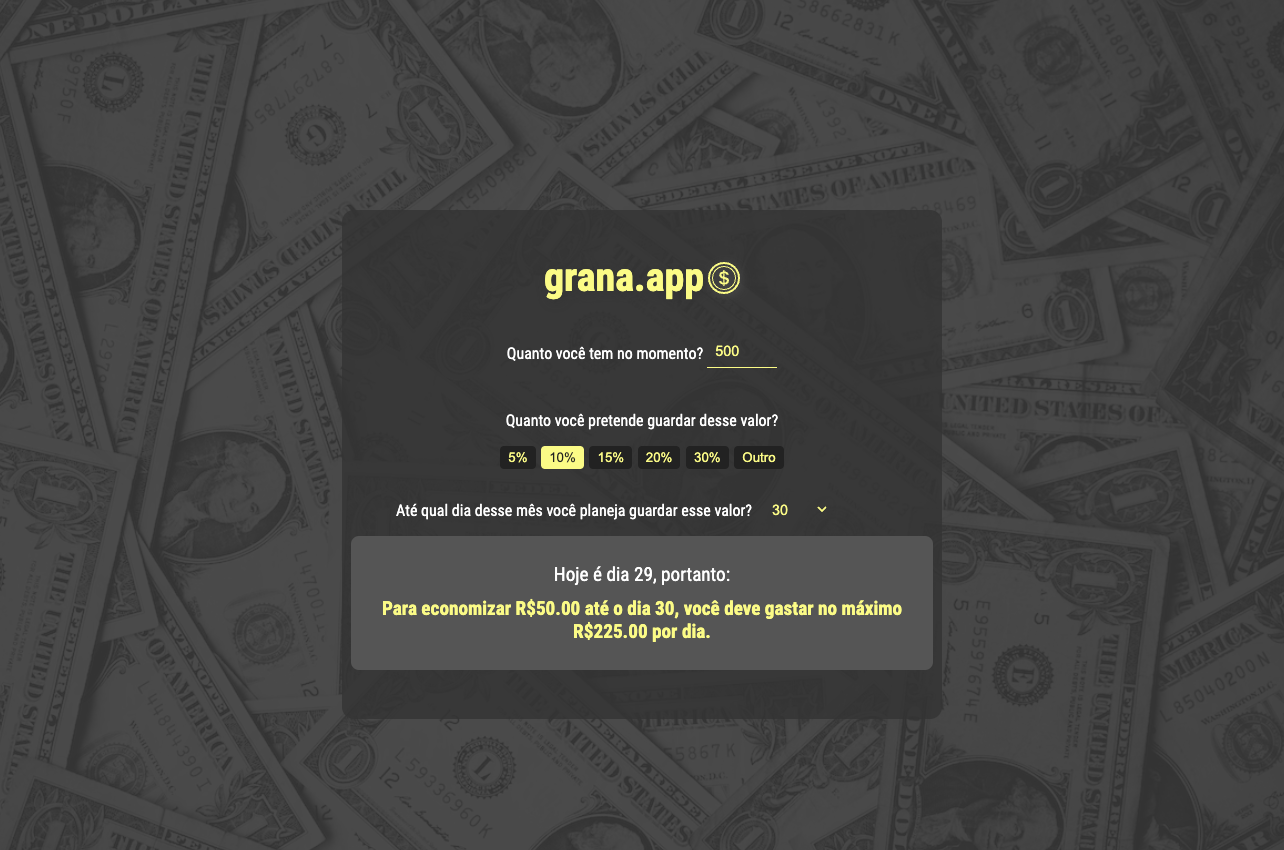 grana.app
Quanto você tem no momento? 500
Quanto você pretende guardar desse valor?
5% 10% 15% 20% 30% Outro
Até qual dia desse mês você planeja guardar esse valor? 30
Hoje é dia 29, portanto:
Para economizar R$50.00 até o dia 30, você deve gastar no máximo
R$225.00 por dia.